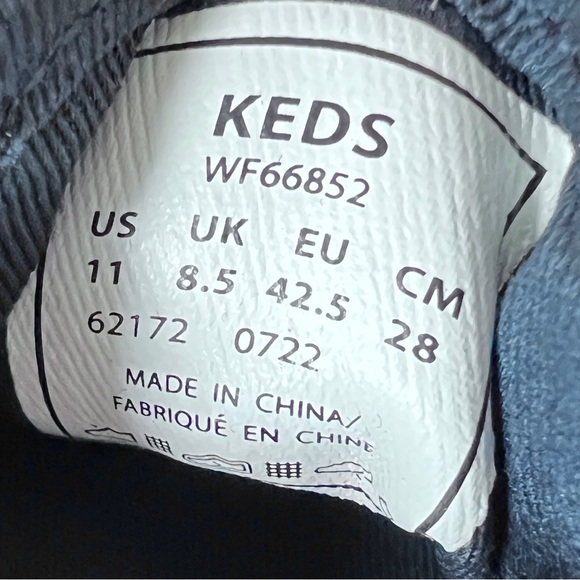 KEDS
WF66852
US UK EU CM
11 8.5 42.5 28
62172 0722
MADE IN CHINA/
FABRIQUÉ EN CHINE